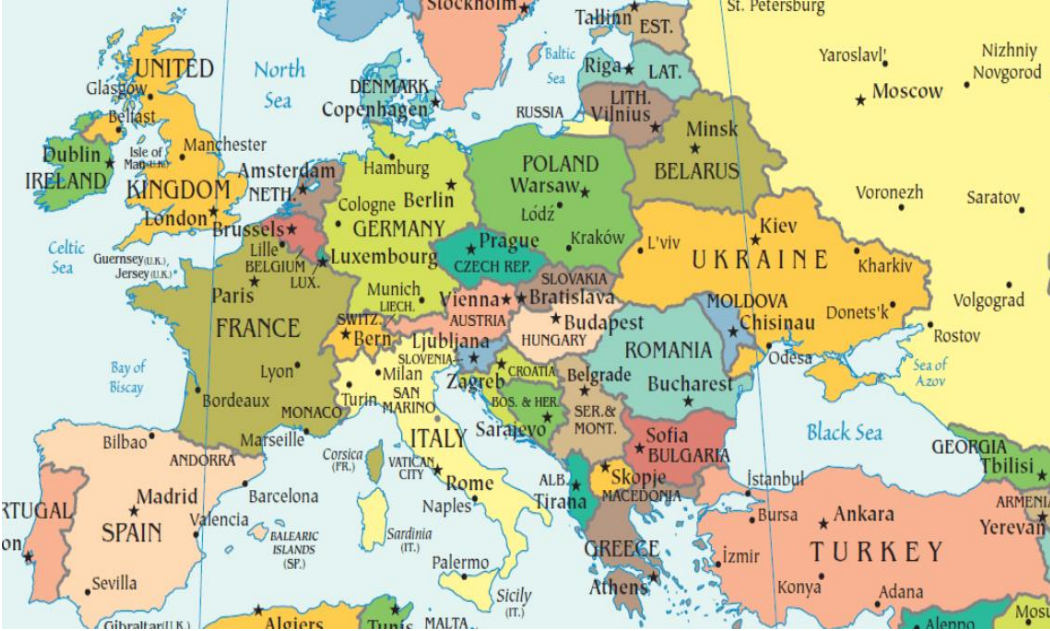 Stockholm
St. Petersburg
Tallinn
EST.
Yaroslavl'
Nizhniy
Novgorod
UNITED
North
Sea
Baltic
Sea
Riga
LAT.
Moscow
Glasgow
DENMARK
Copenhagen
LITH.
Vilnius
RUSSIA
Belfast
Minsk
BELARUS
Dublin
IRELAND
Isle of
Man (U.K.)
Manchester
KINGDOM
London
Amsterdam
NETH.
Hamburg
Berlin
POLAND
Warsaw
Łódź
Kraków
Voronezh
Saratov
Cologne
GERMANY
Celtic
Sea
Guernsey (U.K.)
Jersey (U.K.)
Brussels
Lille
BELGIUM
LUX.
Luxembourg
Prague
CZECH REP.
L'viv
Kiev
UKRAINE
Kharkiv
Paris
FRANCE
Munich
LIECH.
Vienna
AUSTRIA
SLOVAKIA
Bratislava
Donets'k
Volgograd
Rostov
SWITZ.
Bern
Ljubljana
SLOVENIA
Budapest
HUNGARY
MOLDOVA
Chisinau
Odesa
Sea of
Azov
Bay of
Biscay
Lyon
Bordeaux
Milan
Turin
SAN
MARINO
MONACO
Marseille
Zagreb
CROATIA
BOS. & HER.
Sarajevo
Belgrade
SER.&
MONT.
ROMANIA
Bucharest
Black Sea
Bilbao
ANDORRA
Corsica
(FR.)
ITALY
VATICAN
CITY
Rome
Naples
Sofia
BULGARIA
Skopje
MACEDONIA
ALB.
Tirana
GEORGIA
Tbilisi
RTUGAL
on
Madrid
SPAIN
Barcelona
Valencia
BALEARIC
ISLANDS
(SP.)
Sardinia
(IT.)
İstanbul
Bursa
Ankara
TURKEY
ARMENIA
Yerevan
Sevilla
Palermo
Sicily
(IT.)
GREECE
Athens
İzmir
Konya
Adana
Gibraltar (U.K.)
Algiers
Tunis
MALTA
Aleppo
Mosu